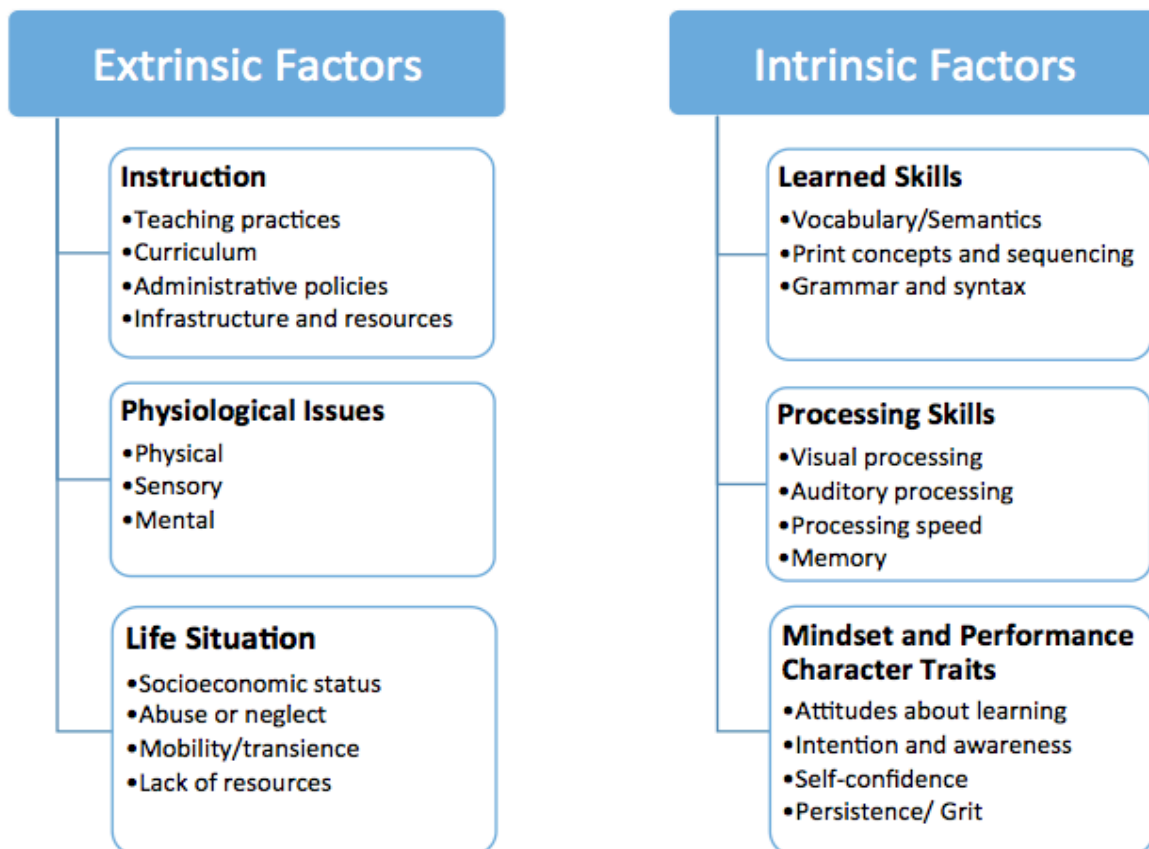 Extrinsic Factors
Instruction
•Teaching practices
•Curriculum
•Administrative policies
•Infrastructure and resources
Physiological Issues
•Physical
•Sensory
•Mental
Life Situation
•Socioeconomic status
•Abuse or neglect
•Mobility/transience
•Lack of resources
Intrinsic Factors
Learned Skills
•Vocabulary/Semantics
•Print concepts and sequencing
•Grammar and syntax
Processing Skills
•Visual processing
•Auditory processing
•Processing speed
•Memory
Mindset and Performance
Character Traits
•Attitudes about learning
•Intention and awareness
•Self-confidence
•Persistence/ Grit